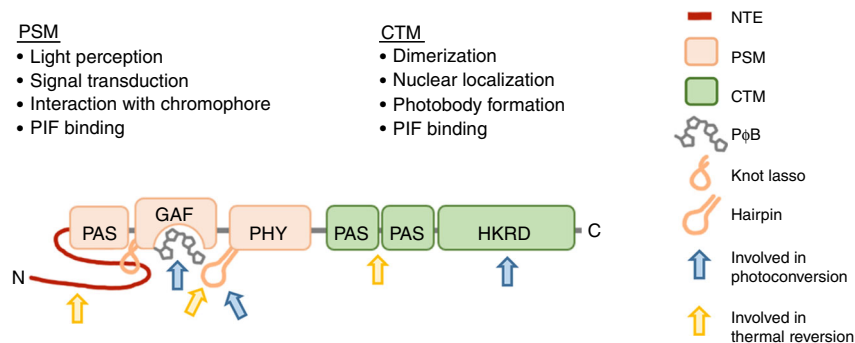 PSM
• Light perception
• Signal transduction
• Interaction with chromophore
• PIF binding
CTM
• Dimerization
• Nuclear localization
• Photobody formation
• PIF binding
NTE
PSM
CTM
PϕB
Knot lasso
Hairpin
Involved in
photoconversion
Involved in
thermal reversion
N
PAS
GAF
PHY
PAS
PAS
HKRD
C